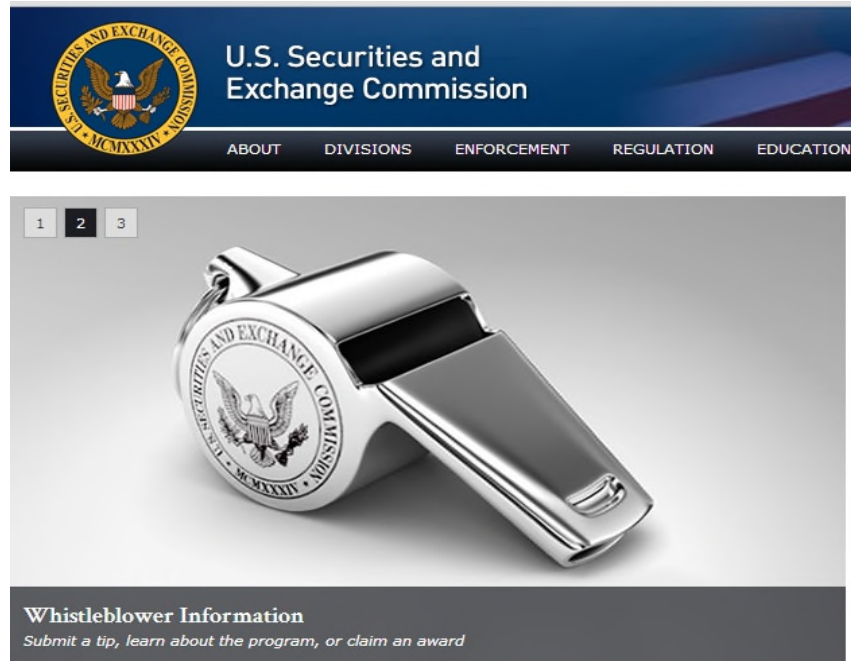 U.S. SECURITIES AND EXCHANGE COMMISSION
MCMXXXIV
U.S. Securities and
Exchange Commission
ABOUT DIVISIONS ENFORCEMENT REGULATION EDUCATION
1 2 3
U.S. SECURITIES AND EXCHANGE COMMISSION
MCMXXXIV
Whistleblower Information
Submit a tip, learn about the program, or claim an award